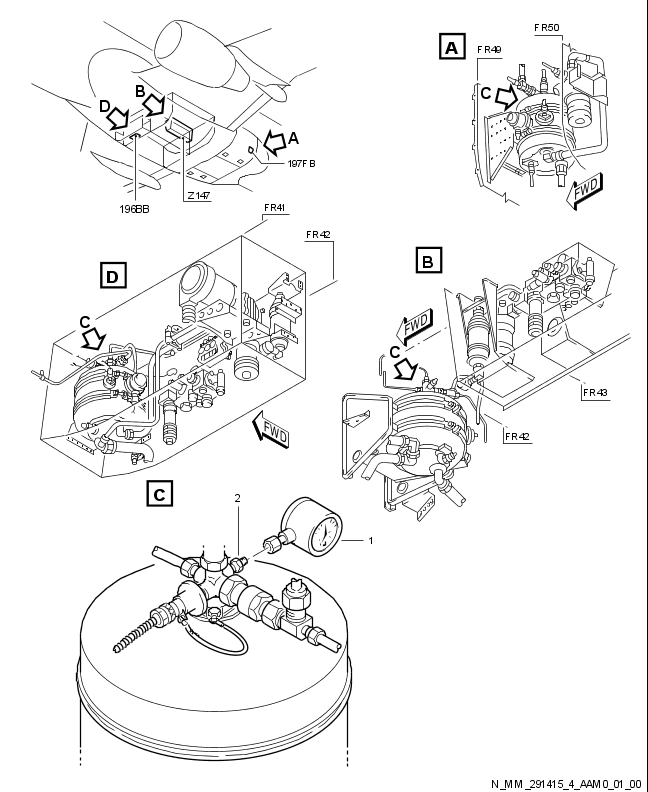 B
D
A
197FB
Z147
196BB
A
FR50
FR49
C
FWD
FR41
FR42
D
C
FWD
B
FWD
C
FR43
FR42
C
2
1
N_MM_291415_4_AAM0_01_00